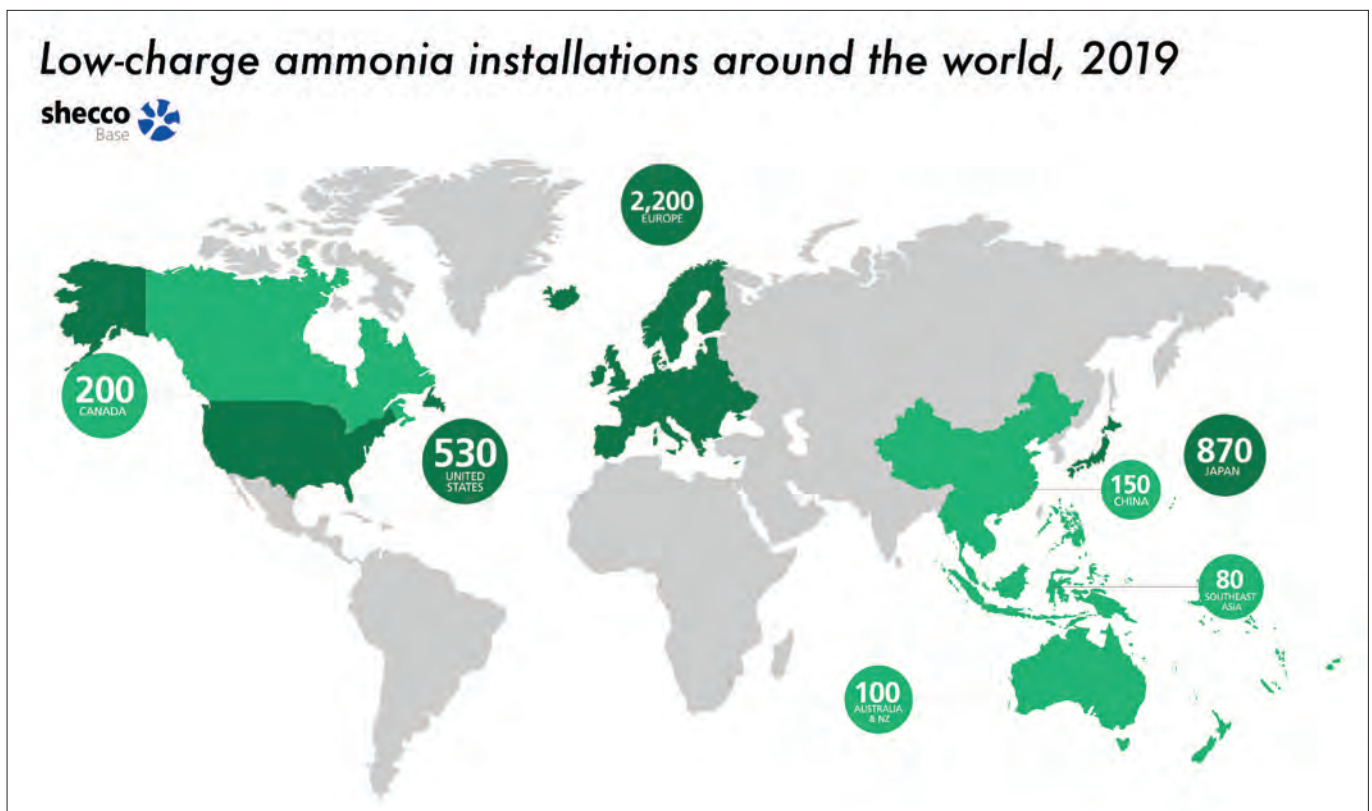 Low-charge ammonia installations around the world, 2019
shecco
Base
2,200
EUROPE
200
CANADA
530
UNITED
STATES
870
JAPAN
150
CHINA
80
SOUTHEAST
ASIA
100
AUSTRALIA
& NZ